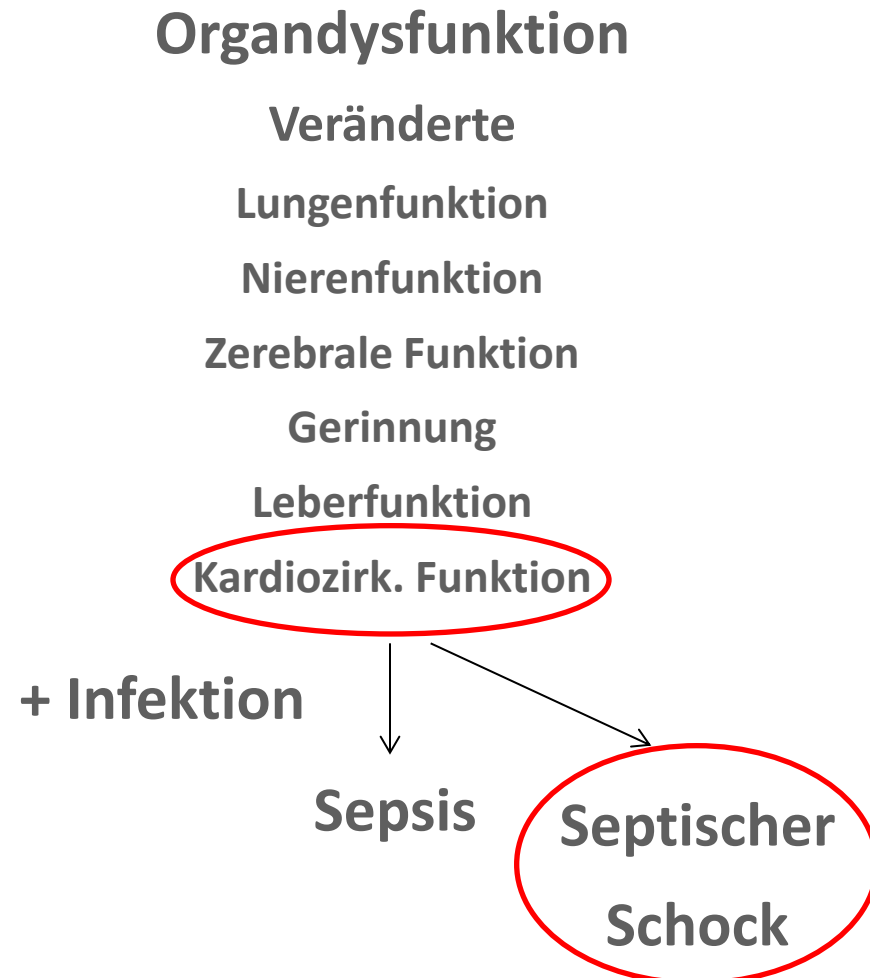 Organdysfunktion
Veränderte
Lungenfunktion
Nierenfunktion
Zerebrale Funktion
Gerinnung
Leberfunktion
Kardiozirk. Funktion
+ Infektion
Sepsis
Septischer
Schock